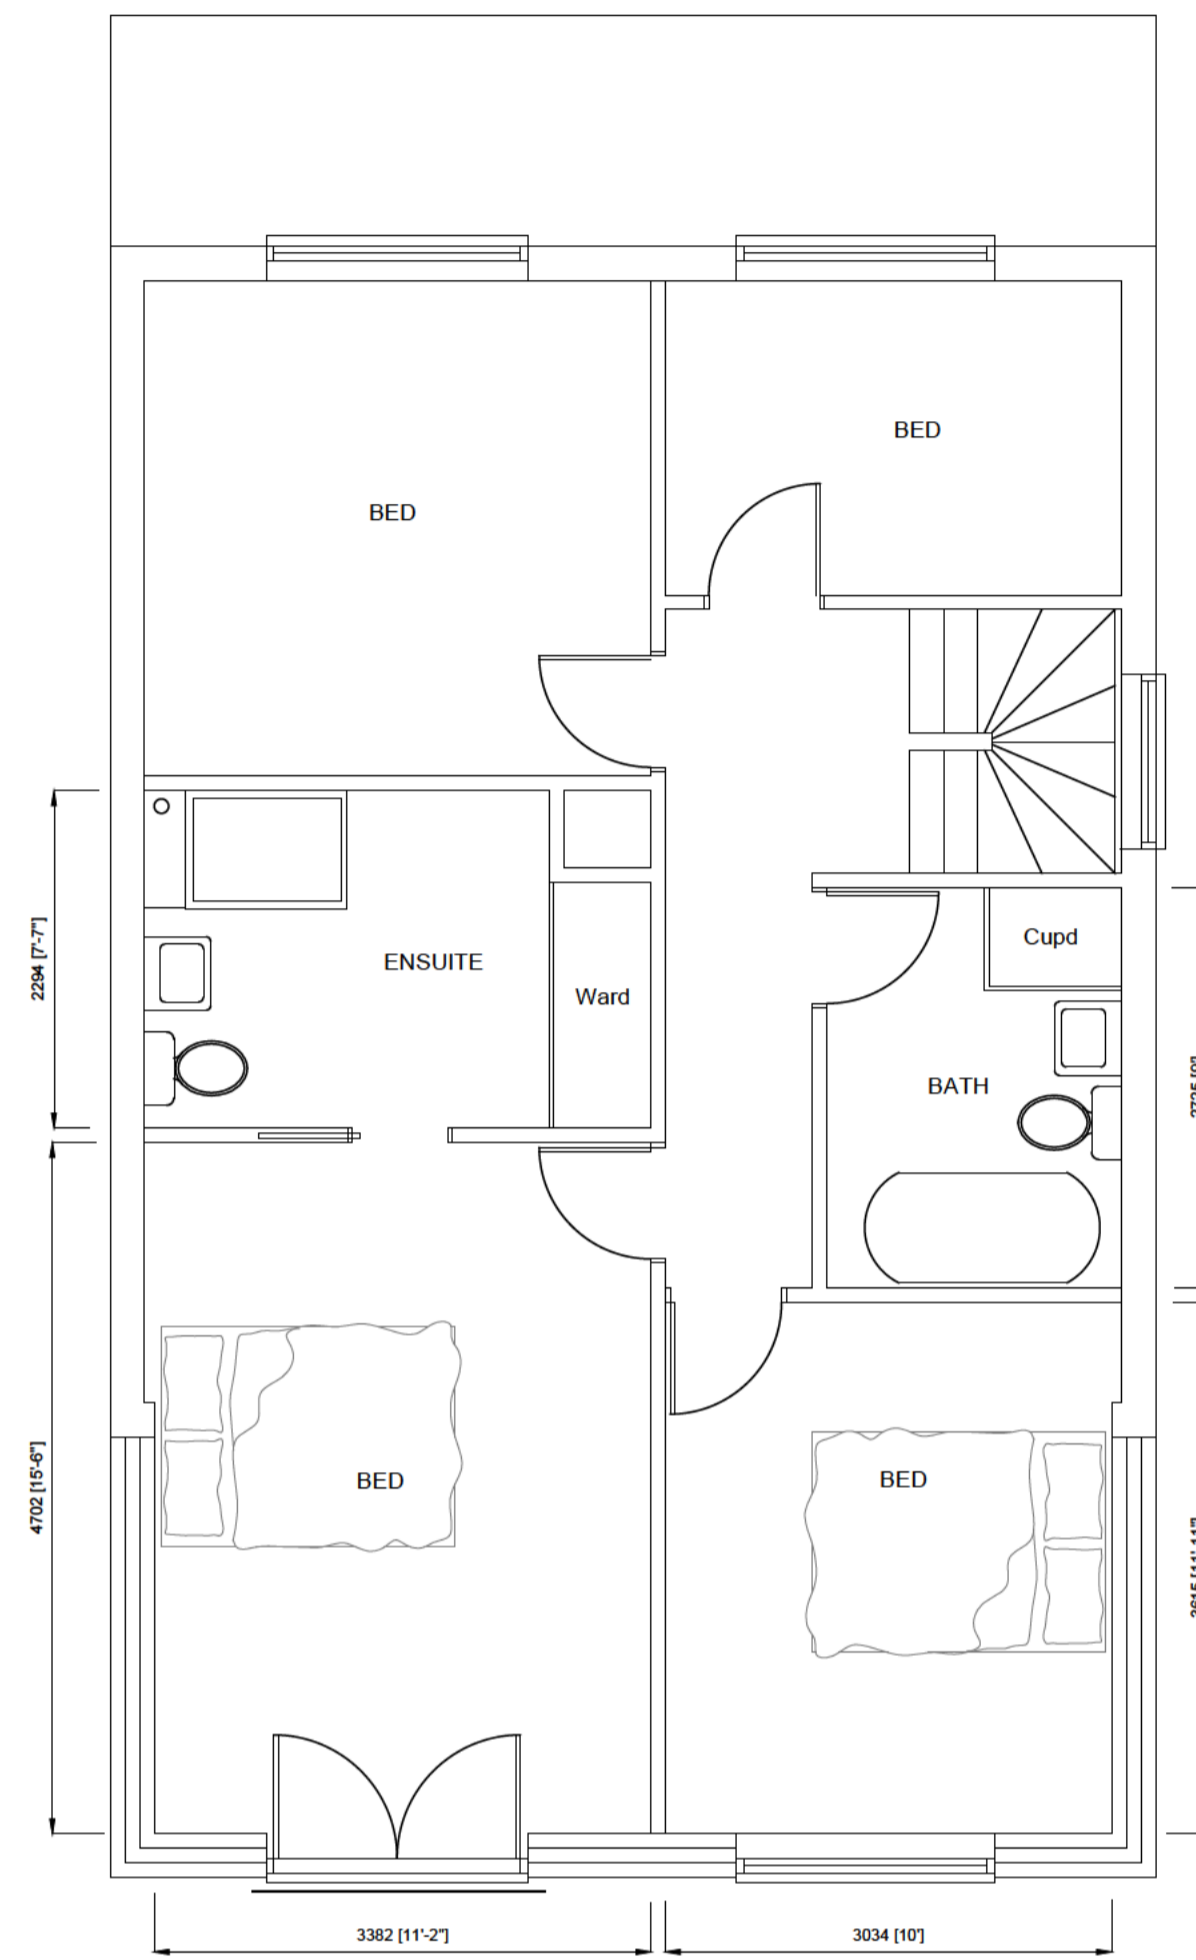 BED
BED
2294 [7'-7"]
ENSUITE
Ward
Cupd
BATH
4702 [15'-6"]
BED
BED
3382 [11'-2"]
3034 [10']